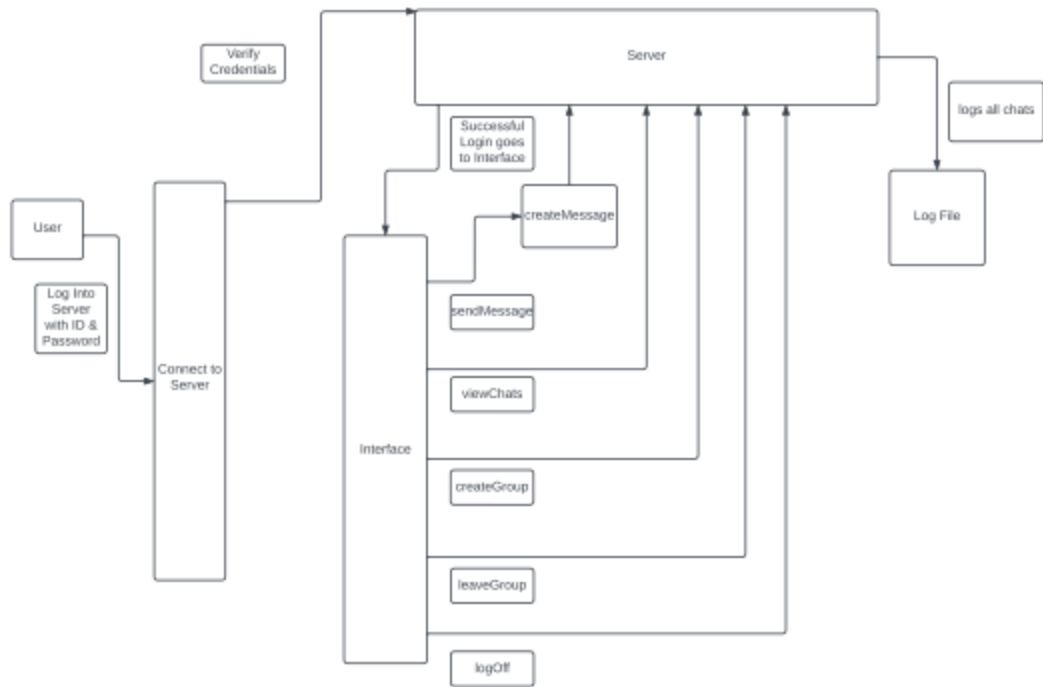 Verify
Credentials
Server
logs all chats
Successful
Login goes
to Interface
createMessage
Log File
User
Log Into
Server
with ID &
Password
Connect to
Server
sendMessage
viewChats
Interface
createGroup
leaveGroup
logOff